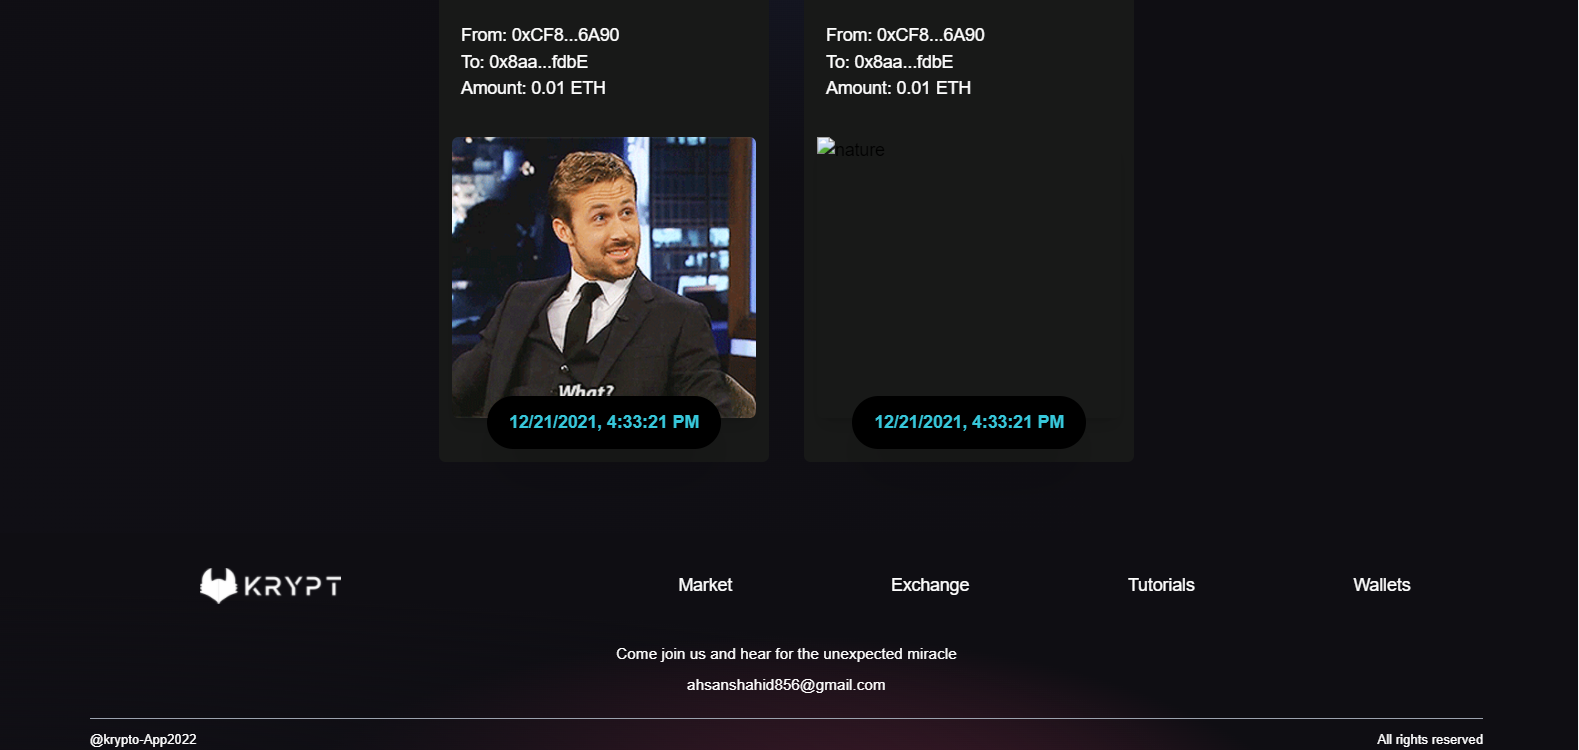 From: 0xCF8...6A90
To: 0x8aa...fdbE
Amount: 0.01 ETH
What?
12/21/2021, 4:33:21 PM
From: 0xCF8...6A90
To: 0x8aa...fdbE
Amount: 0.01 ETH
nature
12/21/2021, 4:33:21 PM
KRYPT
Market
Exchange
Tutorials
Wallets
Come join us and hear for the unexpected miracle
ahsanshahid856@gmail.com
@krypto-App2022
All rights reserved